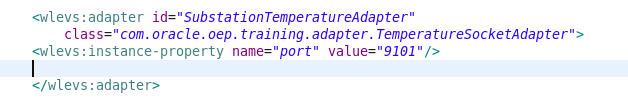 <wlevs:adapter id="SubstationTemperatureAdapter"
class="com.oracle.oep.training.adapter.TemperatureSocketAdapter">
<wlevs:instance-property name="port" value="9101"/>
</wlevs:adapter>